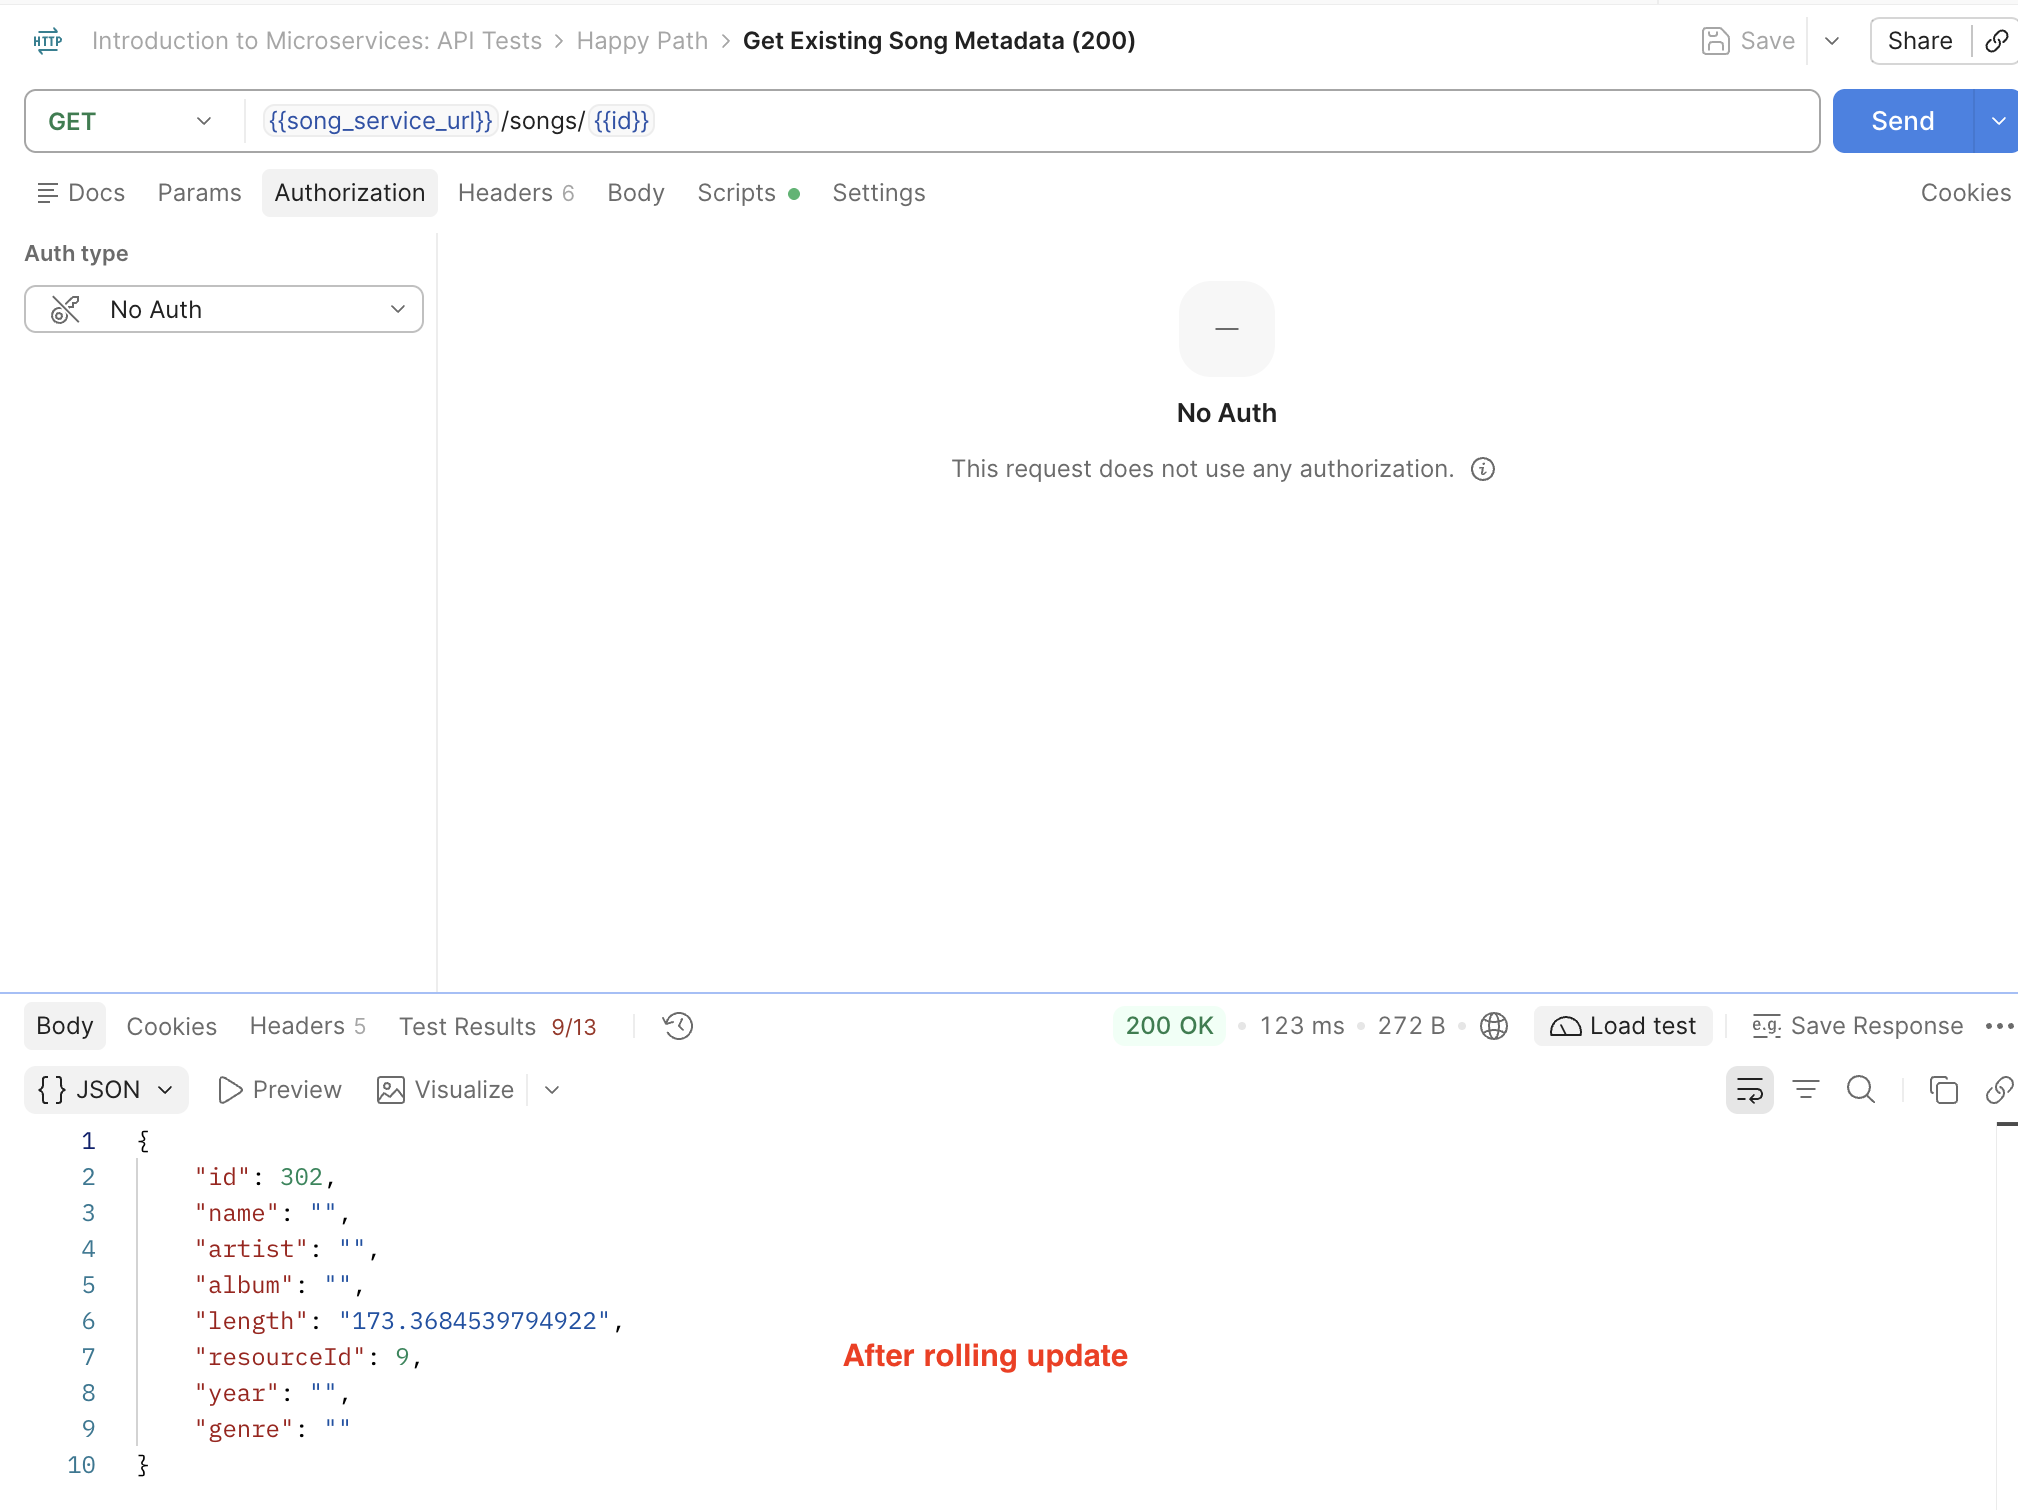 HTTP Introduction to Microservices: API Tests > Happy Path > Get Existing Song Metadata (200) Save Share
GET {{song_service_url}} /songs/ {{id}} Send
Docs Params Authorization Headers 6 Body Scripts Settings Cookies
Auth type
No Auth
No Auth
This request does not use any authorization.
Body Cookies Headers 5 Test Results 9/13 200 OK • 123 ms • 272 B • Load test e.g. Save Response
{} JSON Preview Visualize
1 {
2 "id": 302,
3 "name": "",
4 "artist": "",
5 "album": "",
6 "length": "173.3684539794922",
7 "resourceId": 9,
8 "year": "",
9 "genre": ""
10 }
After rolling update